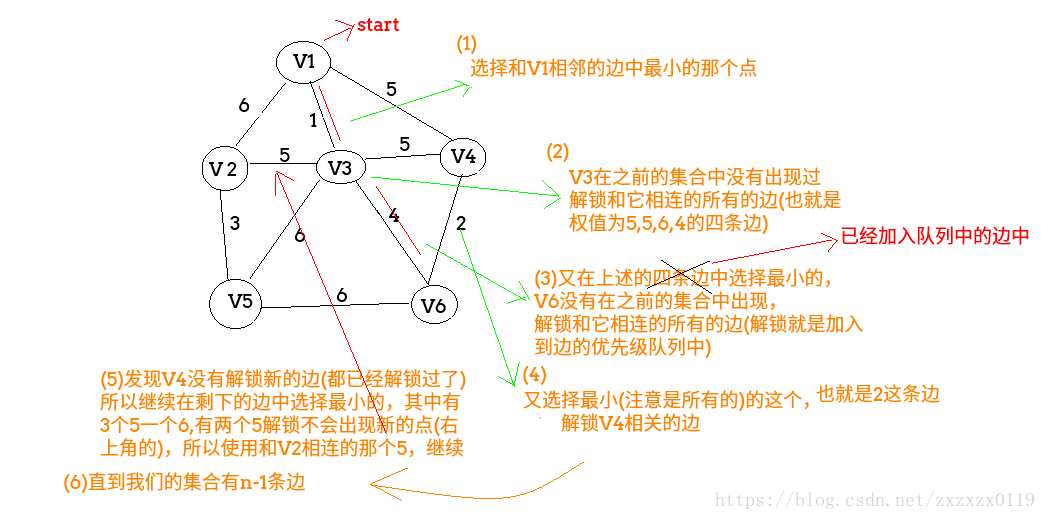 start
V1
(1)
选择和V1相邻的边中最小的那个点
6
1
5
V 2
5
V3
5
V4
(2)
V3在之前的集合中没有出现过
解锁和它相连的所有的边(也就是
权值为5,5,6,4的四条边)
3
6
4
2
已经加入队列中的边中
(3)又在上述的四条边中选择最小的，
V6没有在之前的集合中出现，
解锁和它相连的所有的边(解锁就是加入
到边的优先级队列中)
V5
6
V6
(4)
又选择最小(注意是所有的)的这个，也就是2这条边
解锁V4相关的边
(5)发现V4没有解锁新的边(都已经解锁过了)
所以继续在剩下的边中选择最小的，其中有
3个5一个6,有两个5解锁不会出现新的点(右
上角的)，所以使用和V2相连的那个5，继续
(6)直到我们的集合有n-1条边
https://blog.csdn.net/zxzxzx0119